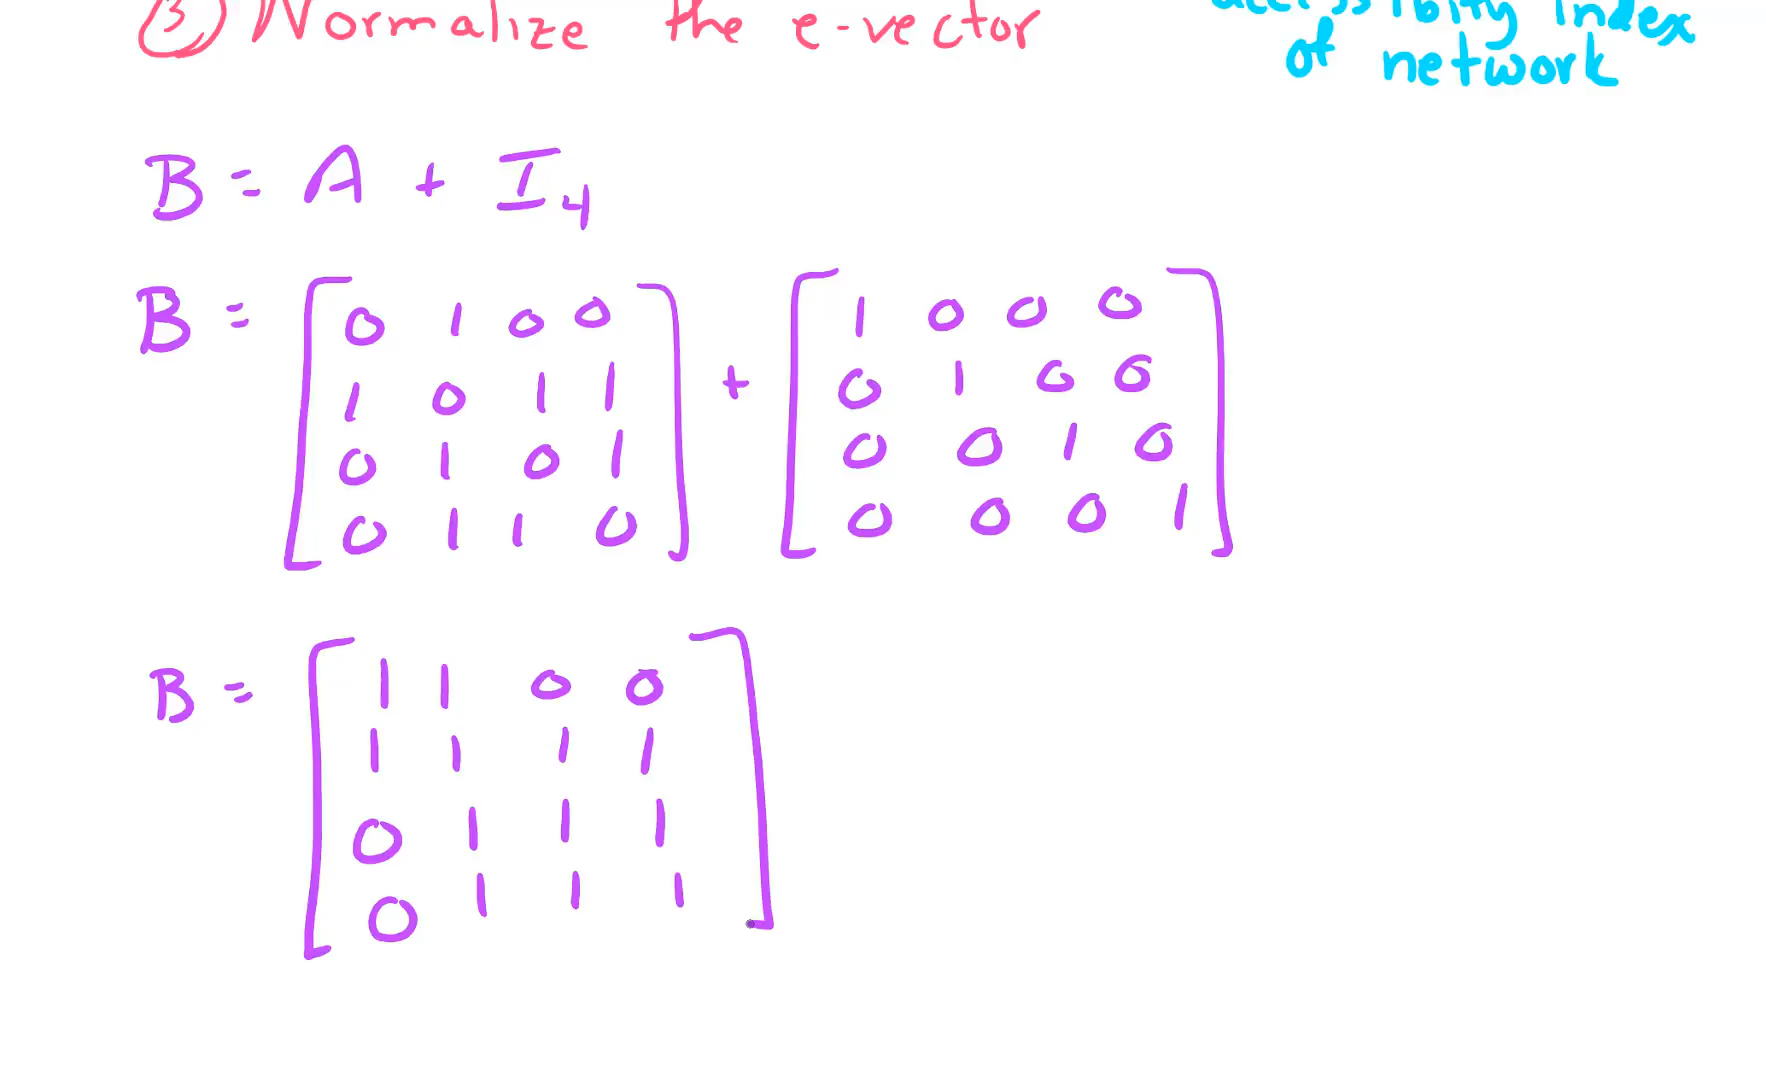 ③ Normalize the e-vector
accessibity index
of network
B = A + I₄
B = [0 1 0 0
1 0 1 1
0 1 0 1
0 1 1 0] + [1 0 0 0
0 1 0 0
0 0 1 0
0 0 0 1]
B = [1 1 0 0
1 1 1 1
0 1 1 1
0 1 1 1]